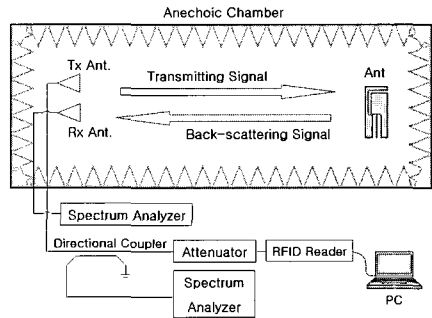 Anechoic Chamber
Tx Ant.
Transmitting Signal
Ant
Rx Ant.
Back-scattering Signal
Spectrum Analyzer
Directional Coupler
Attenuator
RFID Reader
Spectrum
Analyzer
PC